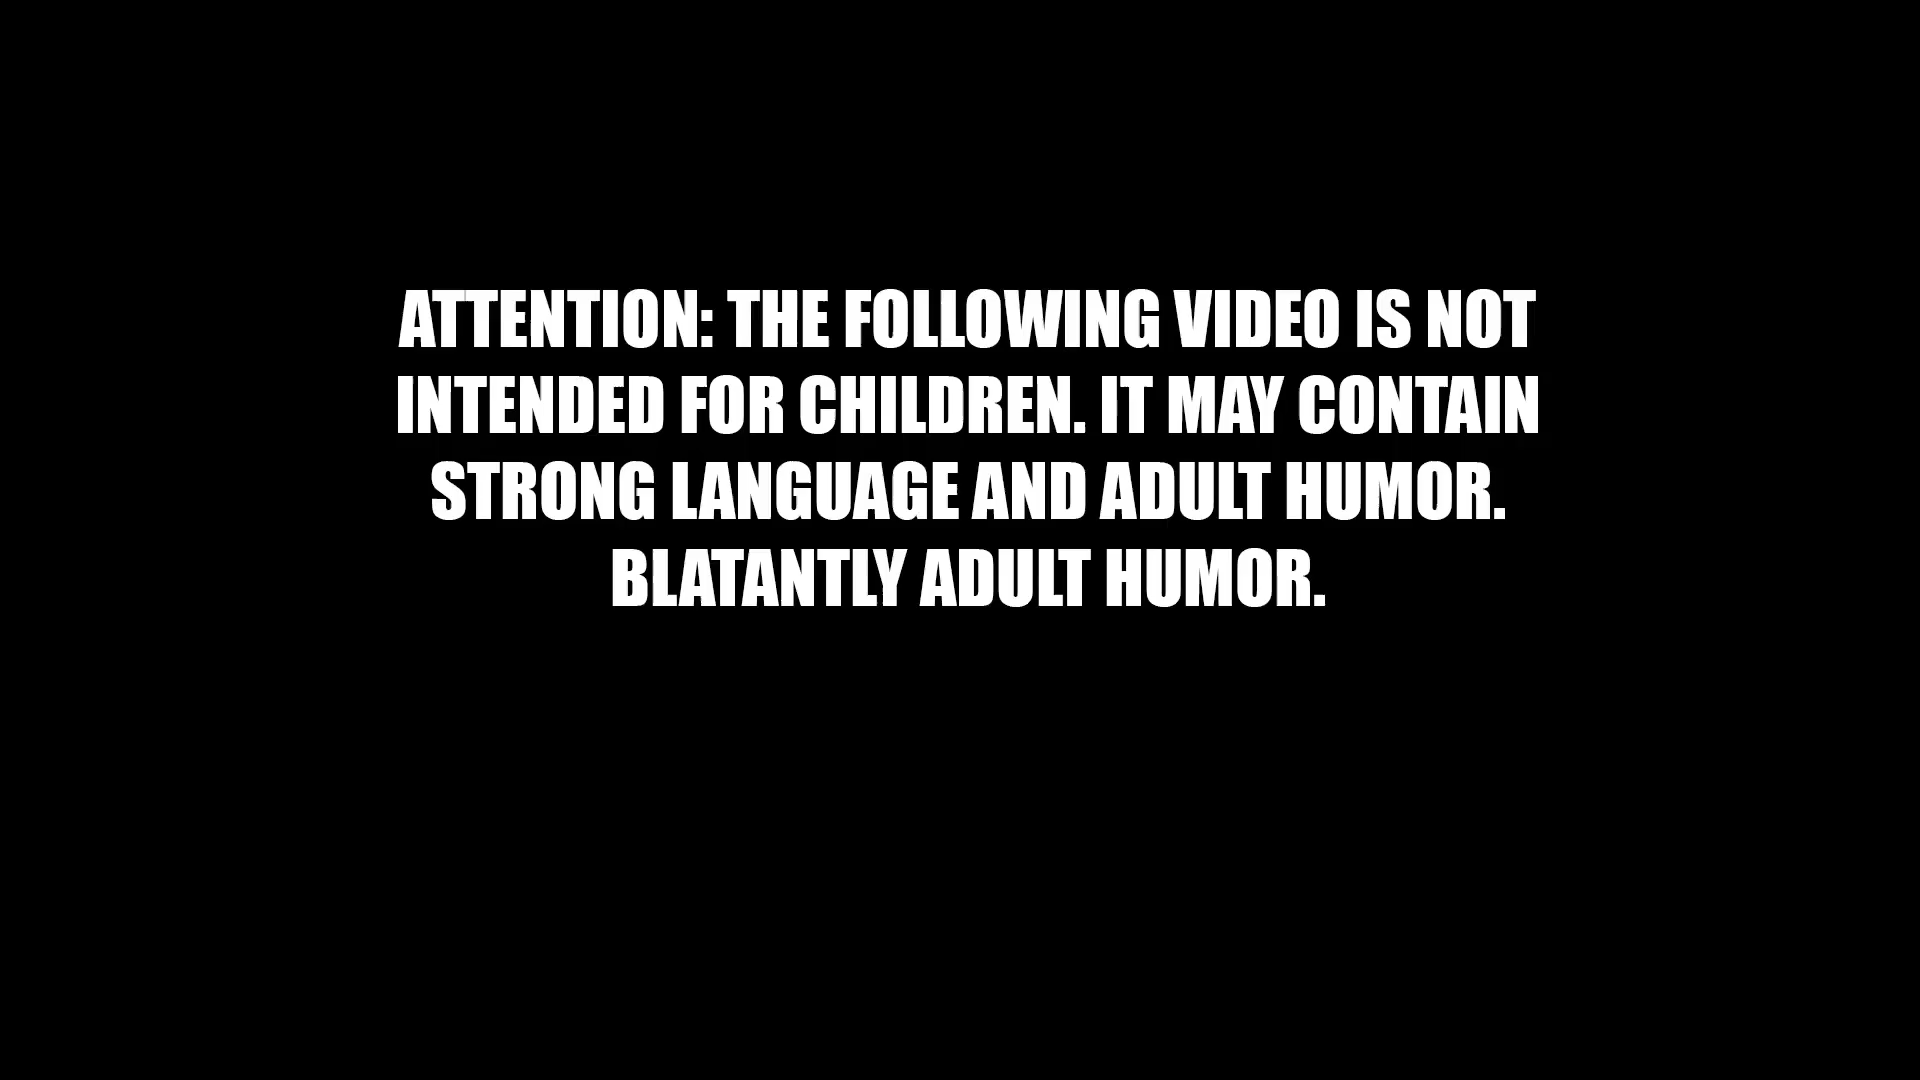 ATTENTION: THE FOLLOWING VIDEO IS NOT
INTENDED FOR CHILDREN. IT MAY CONTAIN
STRONG LANGUAGE AND ADULT HUMOR.
BLATANTLY ADULT HUMOR.